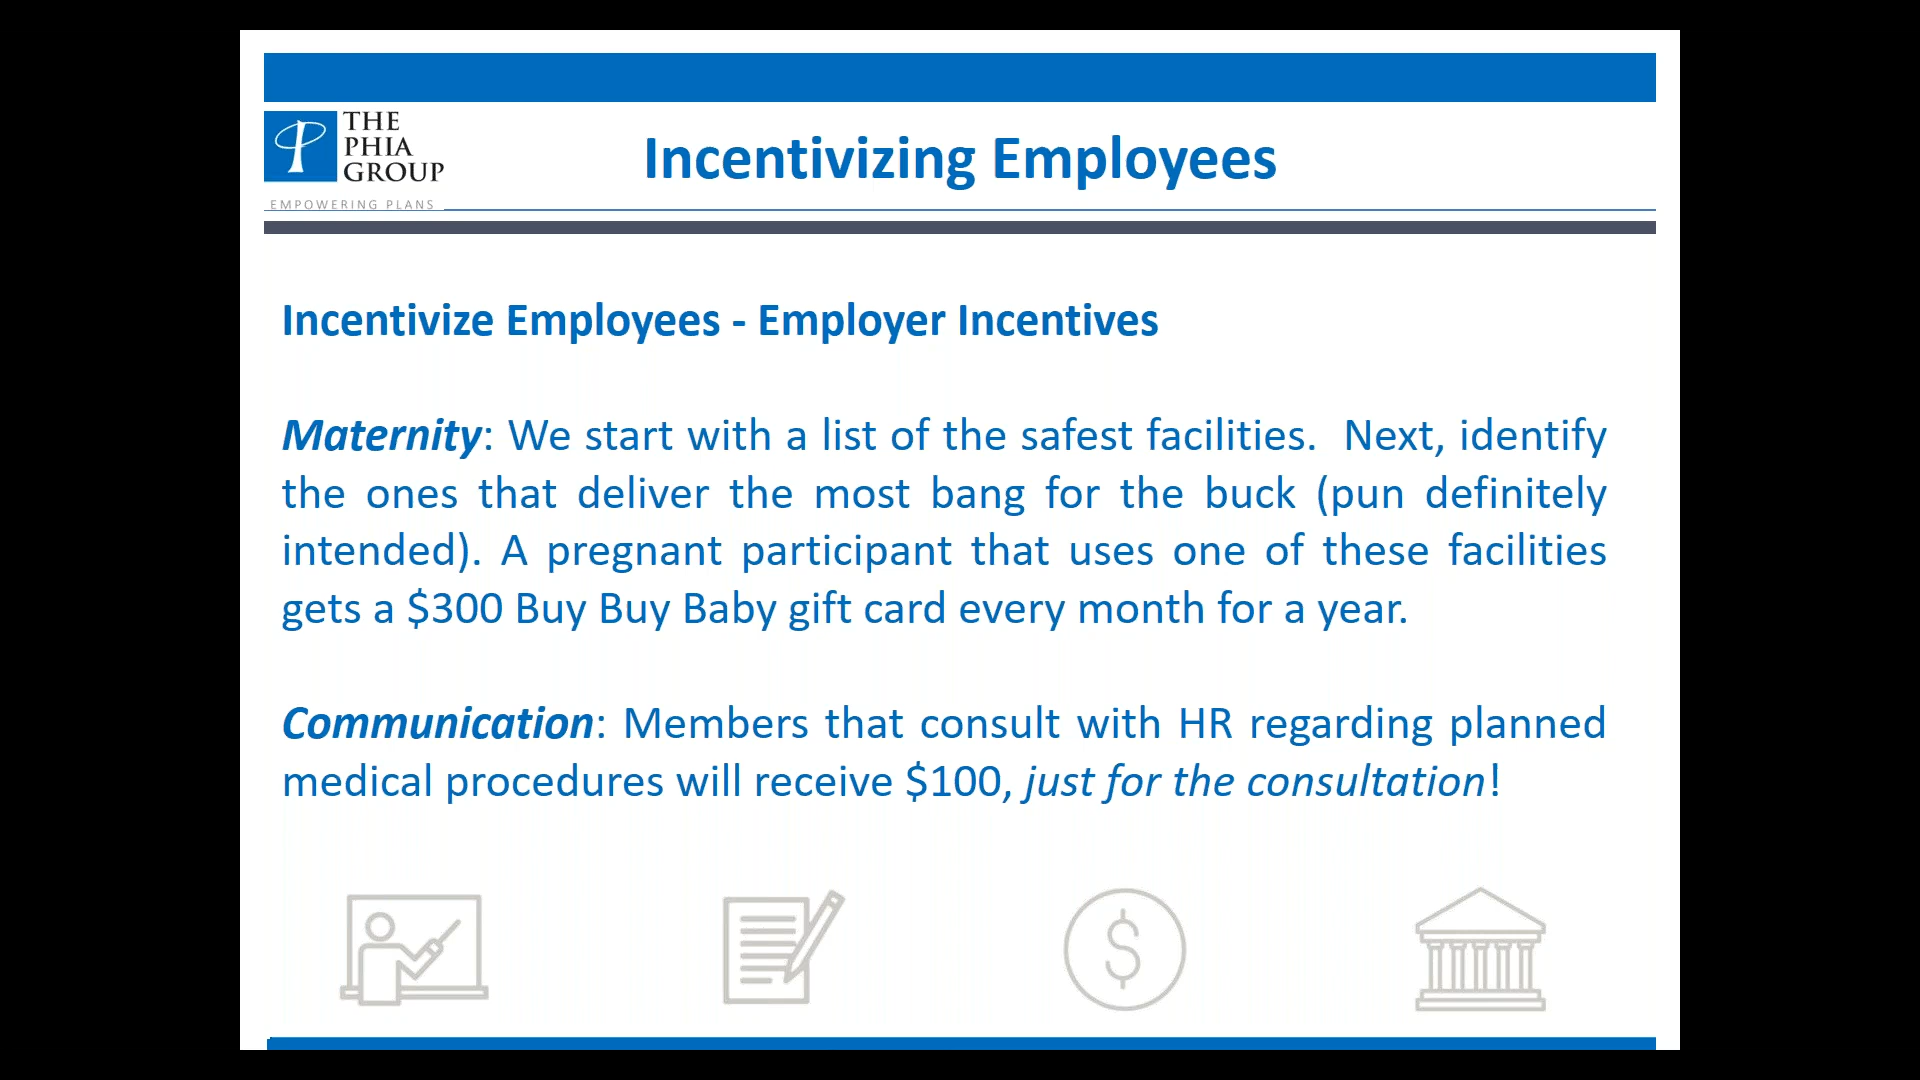 THE
PHIA
GROUP
EMPOWERING PLANS
Incentivizing Employees
Incentivize Employees - Employer Incentives
Maternity: We start with a list of the safest facilities.  Next, identify
the ones that deliver the most bang for the buck (pun definitely
intended). A pregnant participant that uses one of these facilities
gets a $300 Buy Buy Baby gift card every month for a year.
Communication: Members that consult with HR regarding planned
medical procedures will receive $100, just for the consultation!
$